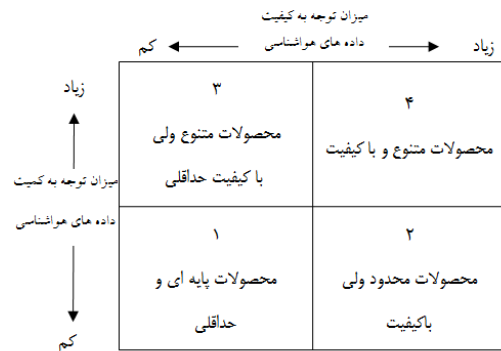 میزان توجه به کیفیت
داده های هواشناسی
زیاد
کم
زیاد
میزان توجه به کمیت
داده های هواشناسی
کم
۴
محصولات متنوع و با کیفیت
۳
محصولات متنوع ولی
با کیفیت حداقلی
۲
محصولات محدود ولی
باکیفیت
۱
محصولات پایه ای و
حداقلی